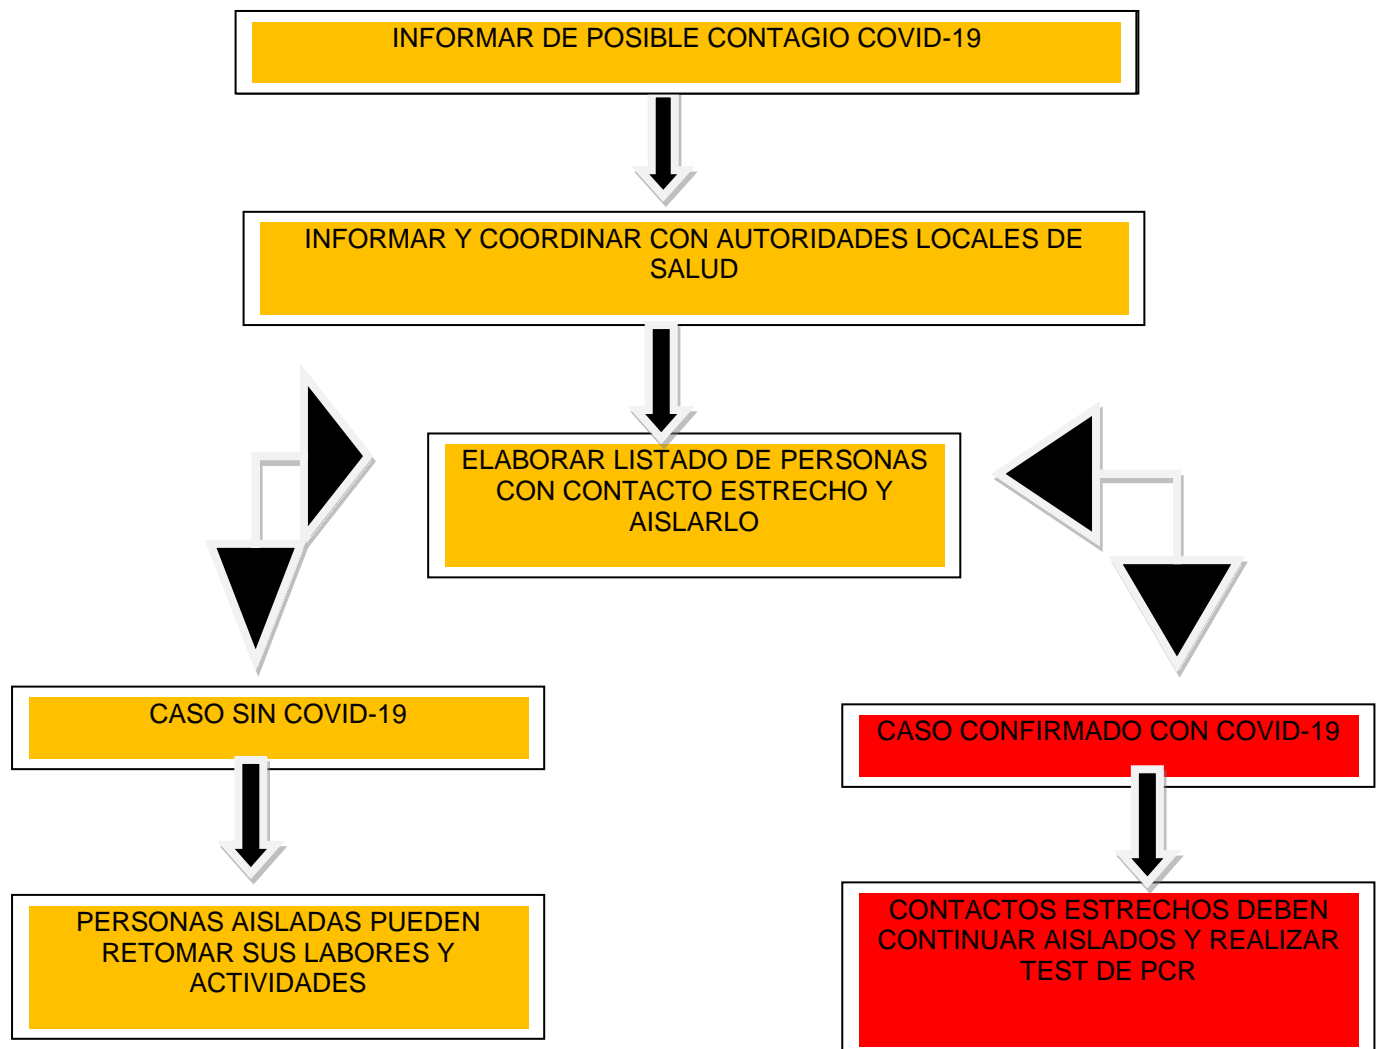 INFORMAR DE POSIBLE CONTAGIO COVID-19
INFORMAR Y COORDINAR CON AUTORIDADES LOCALES DE
SALUD
ELABORAR LISTADO DE PERSONAS
CON CONTACTO ESTRECHO Y
AISLARLO
CASO SIN COVID-19
CASO CONFIRMADO CON COVID-19
PERSONAS AISLADAS PUEDEN
RETOMAR SUS LABORES Y
ACTIVIDADES
CONTACTOS ESTRECHOS DEBEN
CONTINUAR AISLADOS Y REALIZAR
TEST DE PCR